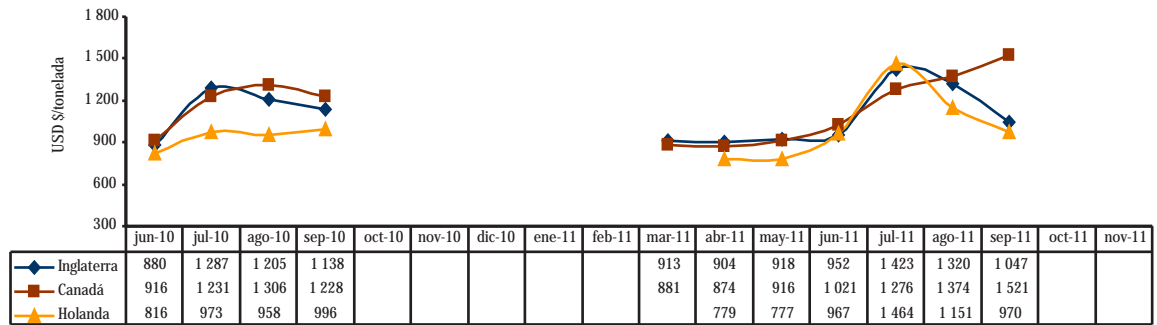 1 800
1 500
1 200
900
600
300
USD $/tonelada
jun-10 jul-10 ago-10 sep-10 oct-10 nov-10 dic-10 ene-11 feb-11 mar-11 abr-11 may-11 jun-11 jul-11 ago-11 sep-11 oct-11 nov-11
Inglaterra 880 1 287 1 205 1 138 913 904 918 952 1 423 1 320 1 047
Canadá 916 1 231 1 306 1 228 881 874 916 1 021 1 276 1 374 1 521
Holanda 816 973 958 996 779 777 967 1 464 1 151 970